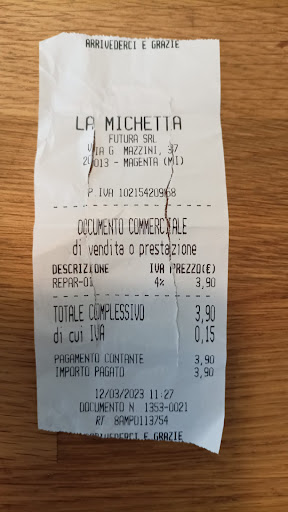 ARRIVEDERCI E GRAZIE
LA MICHETTA
FUTURA SRL
VIA G MAZZINI, 37
20013 - MAGENTA (MI)
P.IVA 10215420968
DOCUMENTO COMMERCIALE
di vendita o prestazione
DESCRIZIONE IVA PREZZO(€)
REPAR-01 4% 3,90
TOTALE COMPLESSIVO 3,90
di cui IVA 0,15
PAGAMENTO CONTANTE 3,90
IMPORTO PAGATO 3,90
12/03/2023 11:27
DOCUMENTO N 1353-0021
RT 8AMPO113754
ARRIVEDERCI E GRAZIE